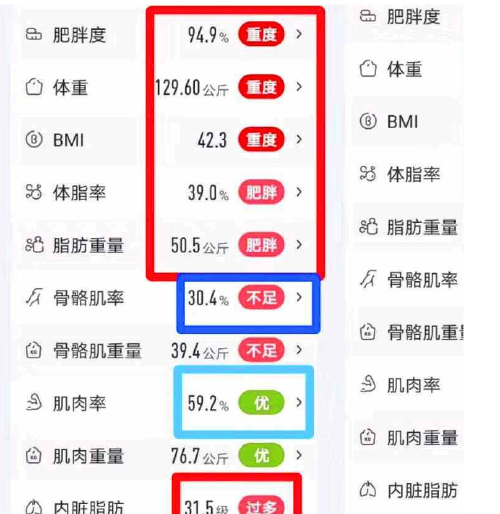 肥胖度 94.9% 重度
体重 129.60公斤 重度
BMI 42.3 重度
体脂率 39.0% 肥胖
脂肪重量 50.5公斤 肥胖
骨骼肌率 30.4% 不足
骨骼肌重量 39.4公斤 不足
肌肉率 59.2% 优
肌肉重量 76.7公斤 优
内脏脂肪 31.5级 过多
肥胖度
体重
BMI
体脂率
脂肪重量
骨骼肌率
骨骼肌重
肌肉率
肌肉重量
内脏脂肪